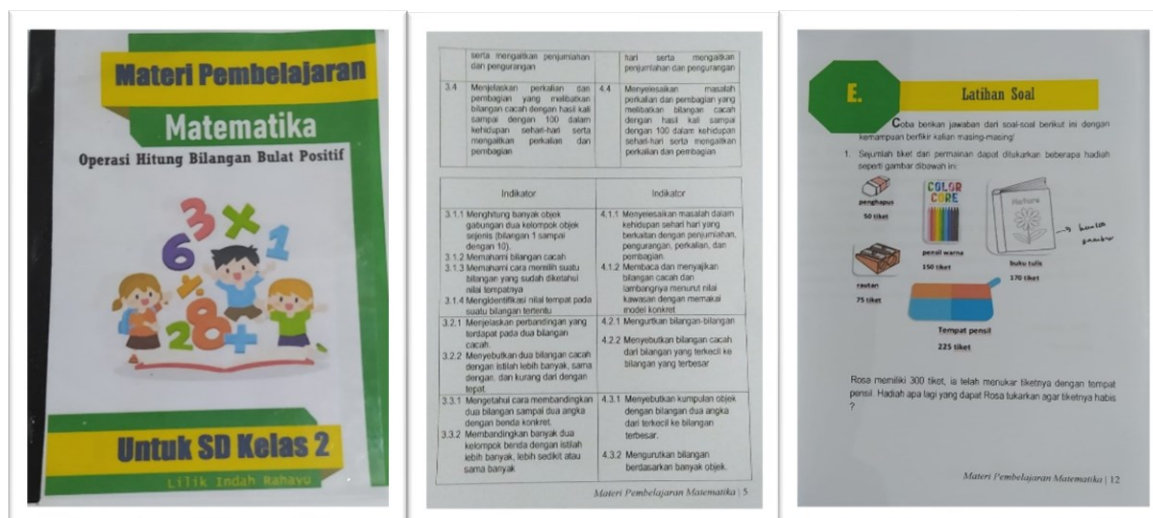 Materi Pembelajaran
Matematika
Operasi Hitung Bilangan Bulat Positif
3
6
1
2
8
Untuk SD Kelas 2
Lilik Indah Rahayu
serta mengaitkan penjumlahan
dan pengurangan
hari serta mengaitkan
penjumlahan dan pengurangan
3.4 Menjelaskan perkalian dan
pembagian yang melibatkan
bilangan cacah dengan hasil kali
sampai dengan 100 dalam
kehidupan sehari-hari serta
mengaitkan perkalian dan
pembagian
4.4 Menyelesaikan masalah
perkalian dan pembagian yang
melibatkan bilangan cacah
dengan hasil kali sampai
dengan 100 dalam kehidupan
sehari-hari serta mengaitkan
perkalian dan pembagian
Indikator
Indikator
3.1.1 Menghitung banyak objek
gabungan dua kelompok objek
sejenis (bilangan 1 sampai
dengan 10).
3.1.2 Memahami bilangan cacah
3.1.3 Memahami cara memilih suatu
bilangan yang sudah diketahui
nilai tempatnya
3.1.4 Mengidentifikasi nilai tempat pada
suatu bilangan tertentu
4.1.1 Menyelesaikan masalah dalam
kehidupan sehari hari yang
berkaitan dengan penjumlahan,
pengurangan, perkalian, dan
pembagian
4.1.2 Membaca dan menyajikan
bilangan cacah dan
lambangnya menurut nilai
kawasan dengan memakai
model konkret
3.2.1 Menjelaskan perbandingan yang
terdapat pada dua bilangan
cacah.
3.2.2 Menyebutkan dua bilangan cacah
dengan istilah lebih banyak, sama
dengan, dan kurang dari dengan
tepat.
4.2.1 Mengurtkan bilangan-bilangan
4.2.2 Menyebutkan bilangan cacah
dari bilangan yang terkecil ke
bilangan yang terbesar
3.3.1 Mengetahui cara membandingkan
dua bilangan sampai dua angka
dengan benda konkret.
3.3.2 Membandingkan banyak dua
kelompok benda dengan istilah
lebih banyak, lebih sedikit atau
sama banyak
4.3.1 Menyebutkan kumpulan objek
dengan bilangan dua angka
dari terkecil ke bilangan
terbesar.
4.3.2 Mengurutkan bilangan
berdasarkan banyak objek.
Materi Pembelajaran Matematika | 5
E.
Latihan Soal
Coba berikan jawaban dari soal-soal berikut ini dengan
kemampuan berfikir kalian masing-masing!
1. Sejumlah tiket dari permainan dapat ditukarkan beberapa hadiah
seperti gambar dibawah ini:
penghapus
50 tiket
COLOR
CORE
pensil warna
150 tiket
buku tulis
170 tiket
rautan
75 tiket
Tempat pensil
225 tiket
Rosa memiliki 300 tiket, ia telah menukar tiketnya dengan tempat
pensil. Hadiah apa lagi yang dapat Rosa tukarkan agar tiketnya habis
?
Materi Pembelajaran Matematika | 12